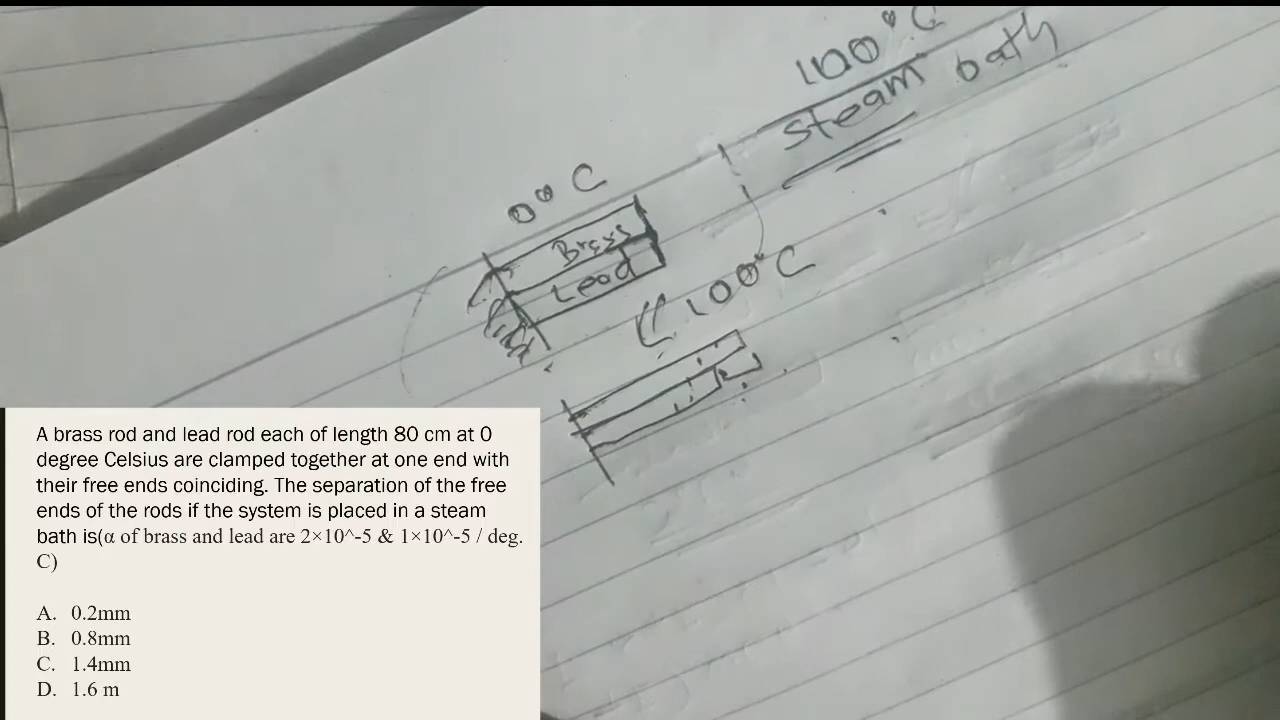 100°C
steam bath
0°C
Brass
Lead
100°C
A brass rod and lead rod each of length 80 cm at 0
degree Celsius are clamped together at one end with
their free ends coinciding. The separation of the free
ends of the rods if the system is placed in a steam
bath is(α of brass and lead are 2×10^-5 & 1×10^-5 / deg.
C)
A. 0.2mm
B. 0.8mm
C. 1.4mm
D. 1.6 m